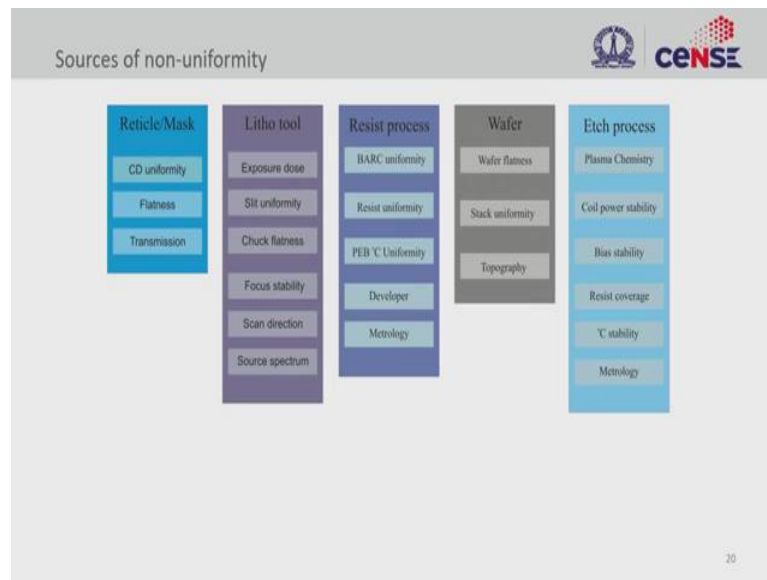 Sources of non-uniformity
CeNSE
Reticle/Mask
CD uniformity
Flatness
Transmission
Litho tool
Exposure dose
Slit uniformity
Chuck flatness
Focus stability
Scan direction
Source spectrum
Resist process
BARC uniformity
Resist uniformity
PEB °C Uniformity
Developer
Metrology
Wafer
Wafer flatness
Stack uniformity
Topography
Etch process
Plasma Chemistry
Coil power stability
Bias stability
Resist coverage
°C stability
Metrology
20